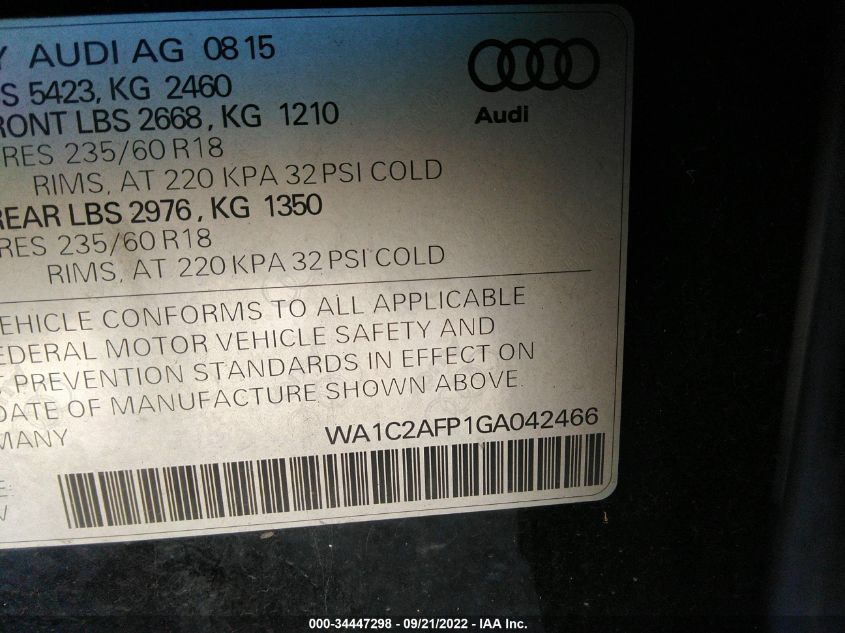 Y AUDI AG 0815
Audi
S 5423, KG 2460
RONT LBS 2668, KG 1210
RES 235/60 R18
RIMS, AT 220 KPA 32 PSI COLD
REAR LBS 2976, KG 1350
RES 235/60 R18
RIMS, AT 220 KPA 32 PSI COLD
EHICLE CONFORMS TO ALL APPLICABLE
EDERAL MOTOR VEHICLE SAFETY AND
PREVENTION STANDARDS IN EFFECT ON
DATE OF MANUFACTURE SHOWN ABOVE.
MANY WA1C2AFP1GA042466
E:
000-34447298 - 09/21/2022 - IAA Inc.